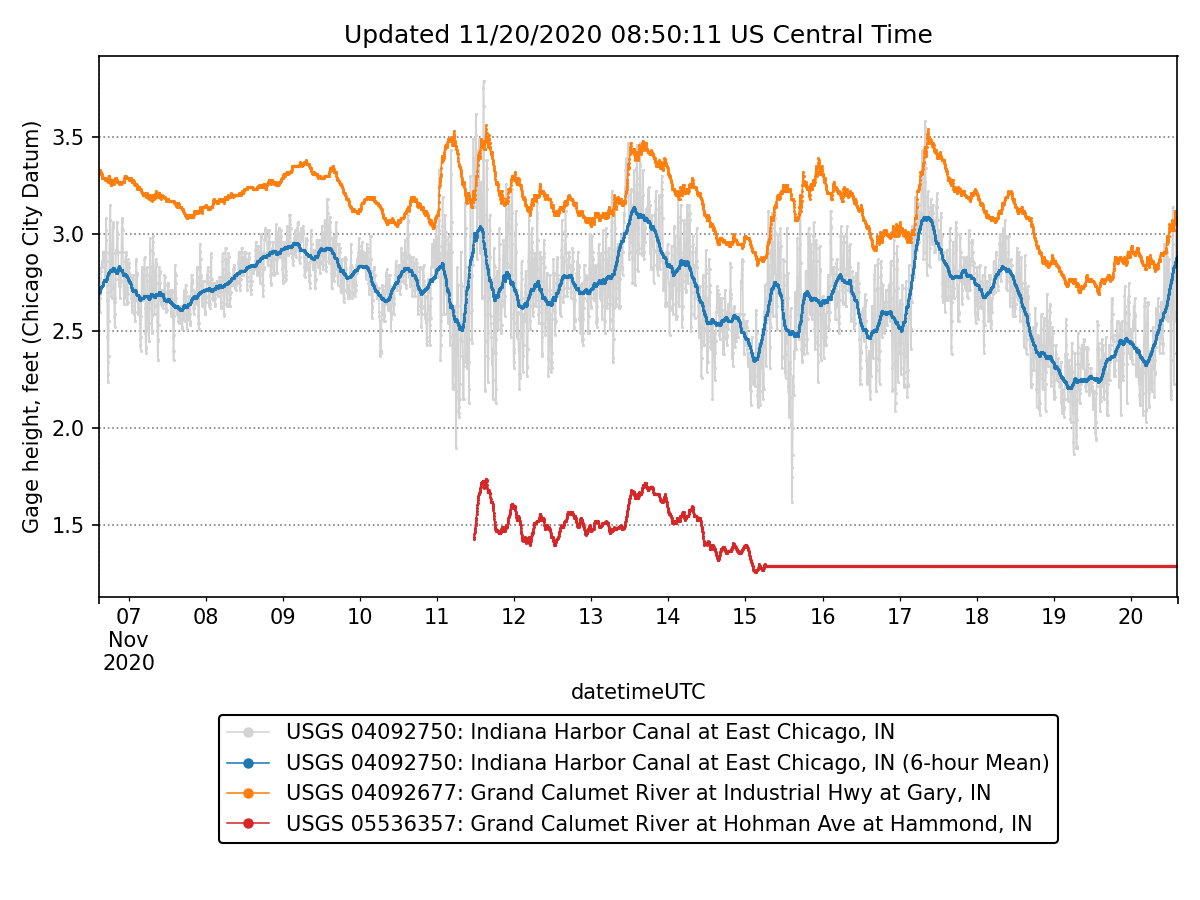 Updated 11/20/2020 08:50:11 US Central Time
Gage height, feet (Chicago City Datum)
3.5
3.0
2.5
2.0
1.5
07 08 09 10 11 12 13 14 15 16 17 18 19 20
Nov
2020
datetimeUTC
USGS 04092750: Indiana Harbor Canal at East Chicago, IN
USGS 04092750: Indiana Harbor Canal at East Chicago, IN (6-hour Mean)
USGS 04092677: Grand Calumet River at Industrial Hwy at Gary, IN
USGS 05536357: Grand Calumet River at Hohman Ave at Hammond, IN